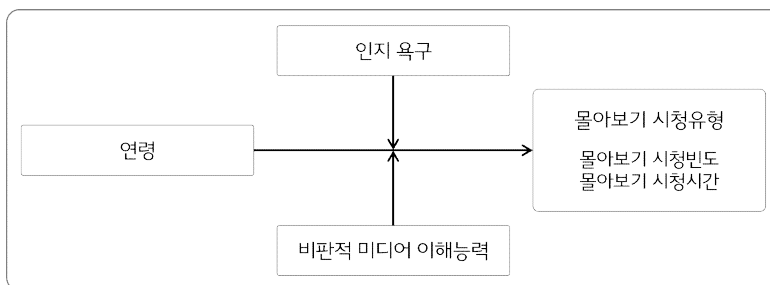 인지 욕구
연령
몰아보기 시청유형
몰아보기 시청빈도
몰아보기 시청시간
비판적 미디어 이해능력